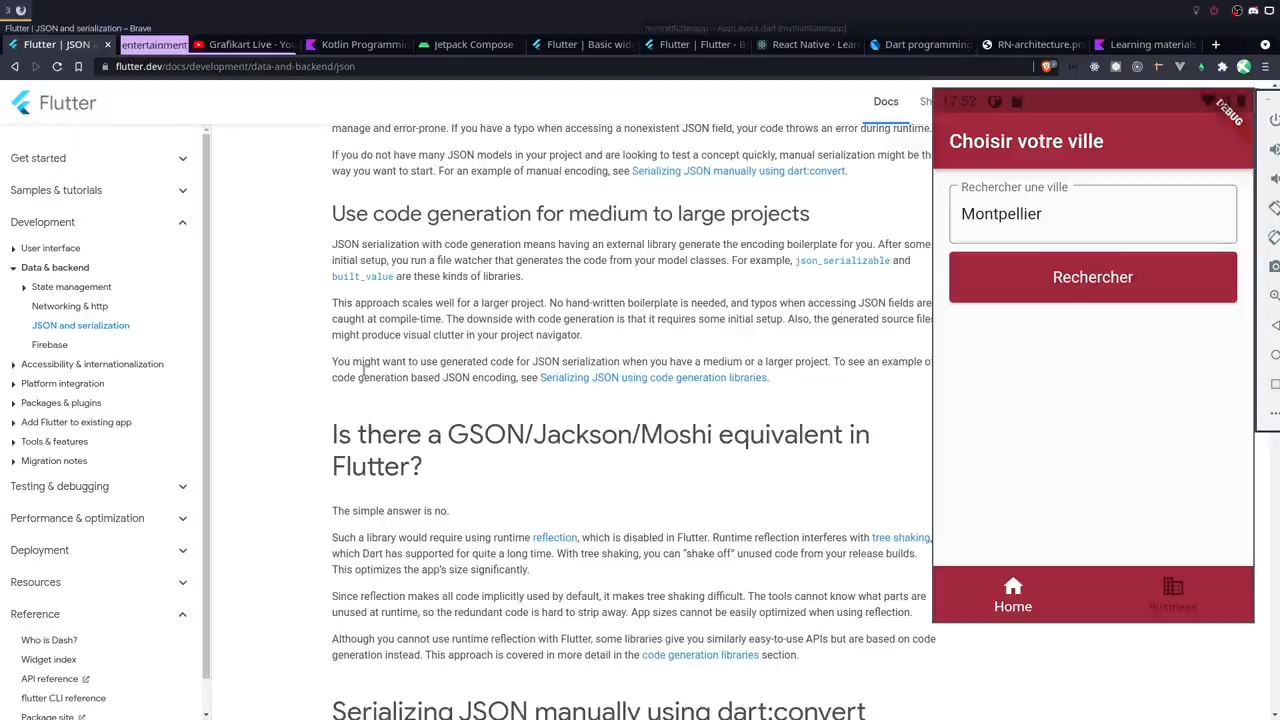 3
Flutter | JSON and serialization - Brave
myfirstflutterapp - AppLayout.dart [myfirstflutterapp]
Flutter | JSON
entertainment
Grafikart Live - You
Kotlin Programmin
Jetpack Compose
Flutter | Basic wid
Flutter | Flutter - B
React Native · Lear
Dart programming
RN-architecture.p
Learning materials
flutter.dev/docs/development/data-and-backend/json
Flutter
Docs
Sh
Get started
Samples & tutorials
Development
User interface
Data & backend
State management
Networking & http
JSON and serialization
Firebase
Accessibility & internationalization
Platform integration
Packages & plugins
Add Flutter to existing app
Tools & features
Migration notes
Testing & debugging
Performance & optimization
Deployment
Resources
Reference
Who is Dash?
Widget index
API reference
flutter CLI reference
Package site
manage and error-prone. If you have a typo when accessing a nonexistent JSON field, your code throws an error during runtime.
If you do not have many JSON models in your project and are looking to test a concept quickly, manual serialization might be th
way you want to start. For an example of manual encoding, see Serializing JSON manually using dart:convert.
Use code generation for medium to large projects
JSON serialization with code generation means having an external library generate the encoding boilerplate for you. After some
initial setup, you run a file watcher that generates the code from your model classes. For example, json_serializable and
built_value are these kinds of libraries.
This approach scales well for a larger project. No hand-written boilerplate is needed, and typos when accessing JSON fields are
caught at compile-time. The downside with code generation is that it requires some initial setup. Also, the generated source files
might produce visual clutter in your project navigator.
You might want to use generated code for JSON serialization when you have a medium or a larger project. To see an example o
code generation based JSON encoding, see Serializing JSON using code generation libraries.
Is there a GSON/Jackson/Moshi equivalent in
Flutter?
The simple answer is no.
Such a library would require using runtime reflection, which is disabled in Flutter. Runtime reflection interferes with tree shaking,
which Dart has supported for quite a long time. With tree shaking, you can “shake off” unused code from your release builds.
This optimizes the app’s size significantly.
Since reflection makes all code implicitly used by default, it makes tree shaking difficult. The tools cannot know what parts are
unused at runtime, so the redundant code is hard to strip away. App sizes cannot be easily optimized when using reflection.
Although you cannot use runtime reflection with Flutter, some libraries give you similarly easy-to-use APIs but are based on code
generation instead. This approach is covered in more detail in the code generation libraries section.
Serializing JSON manually using dart:convert
17:52
DEBUG
Choisir votre ville
Rechercher une ville
Montpellier
Rechercher
Home
Business